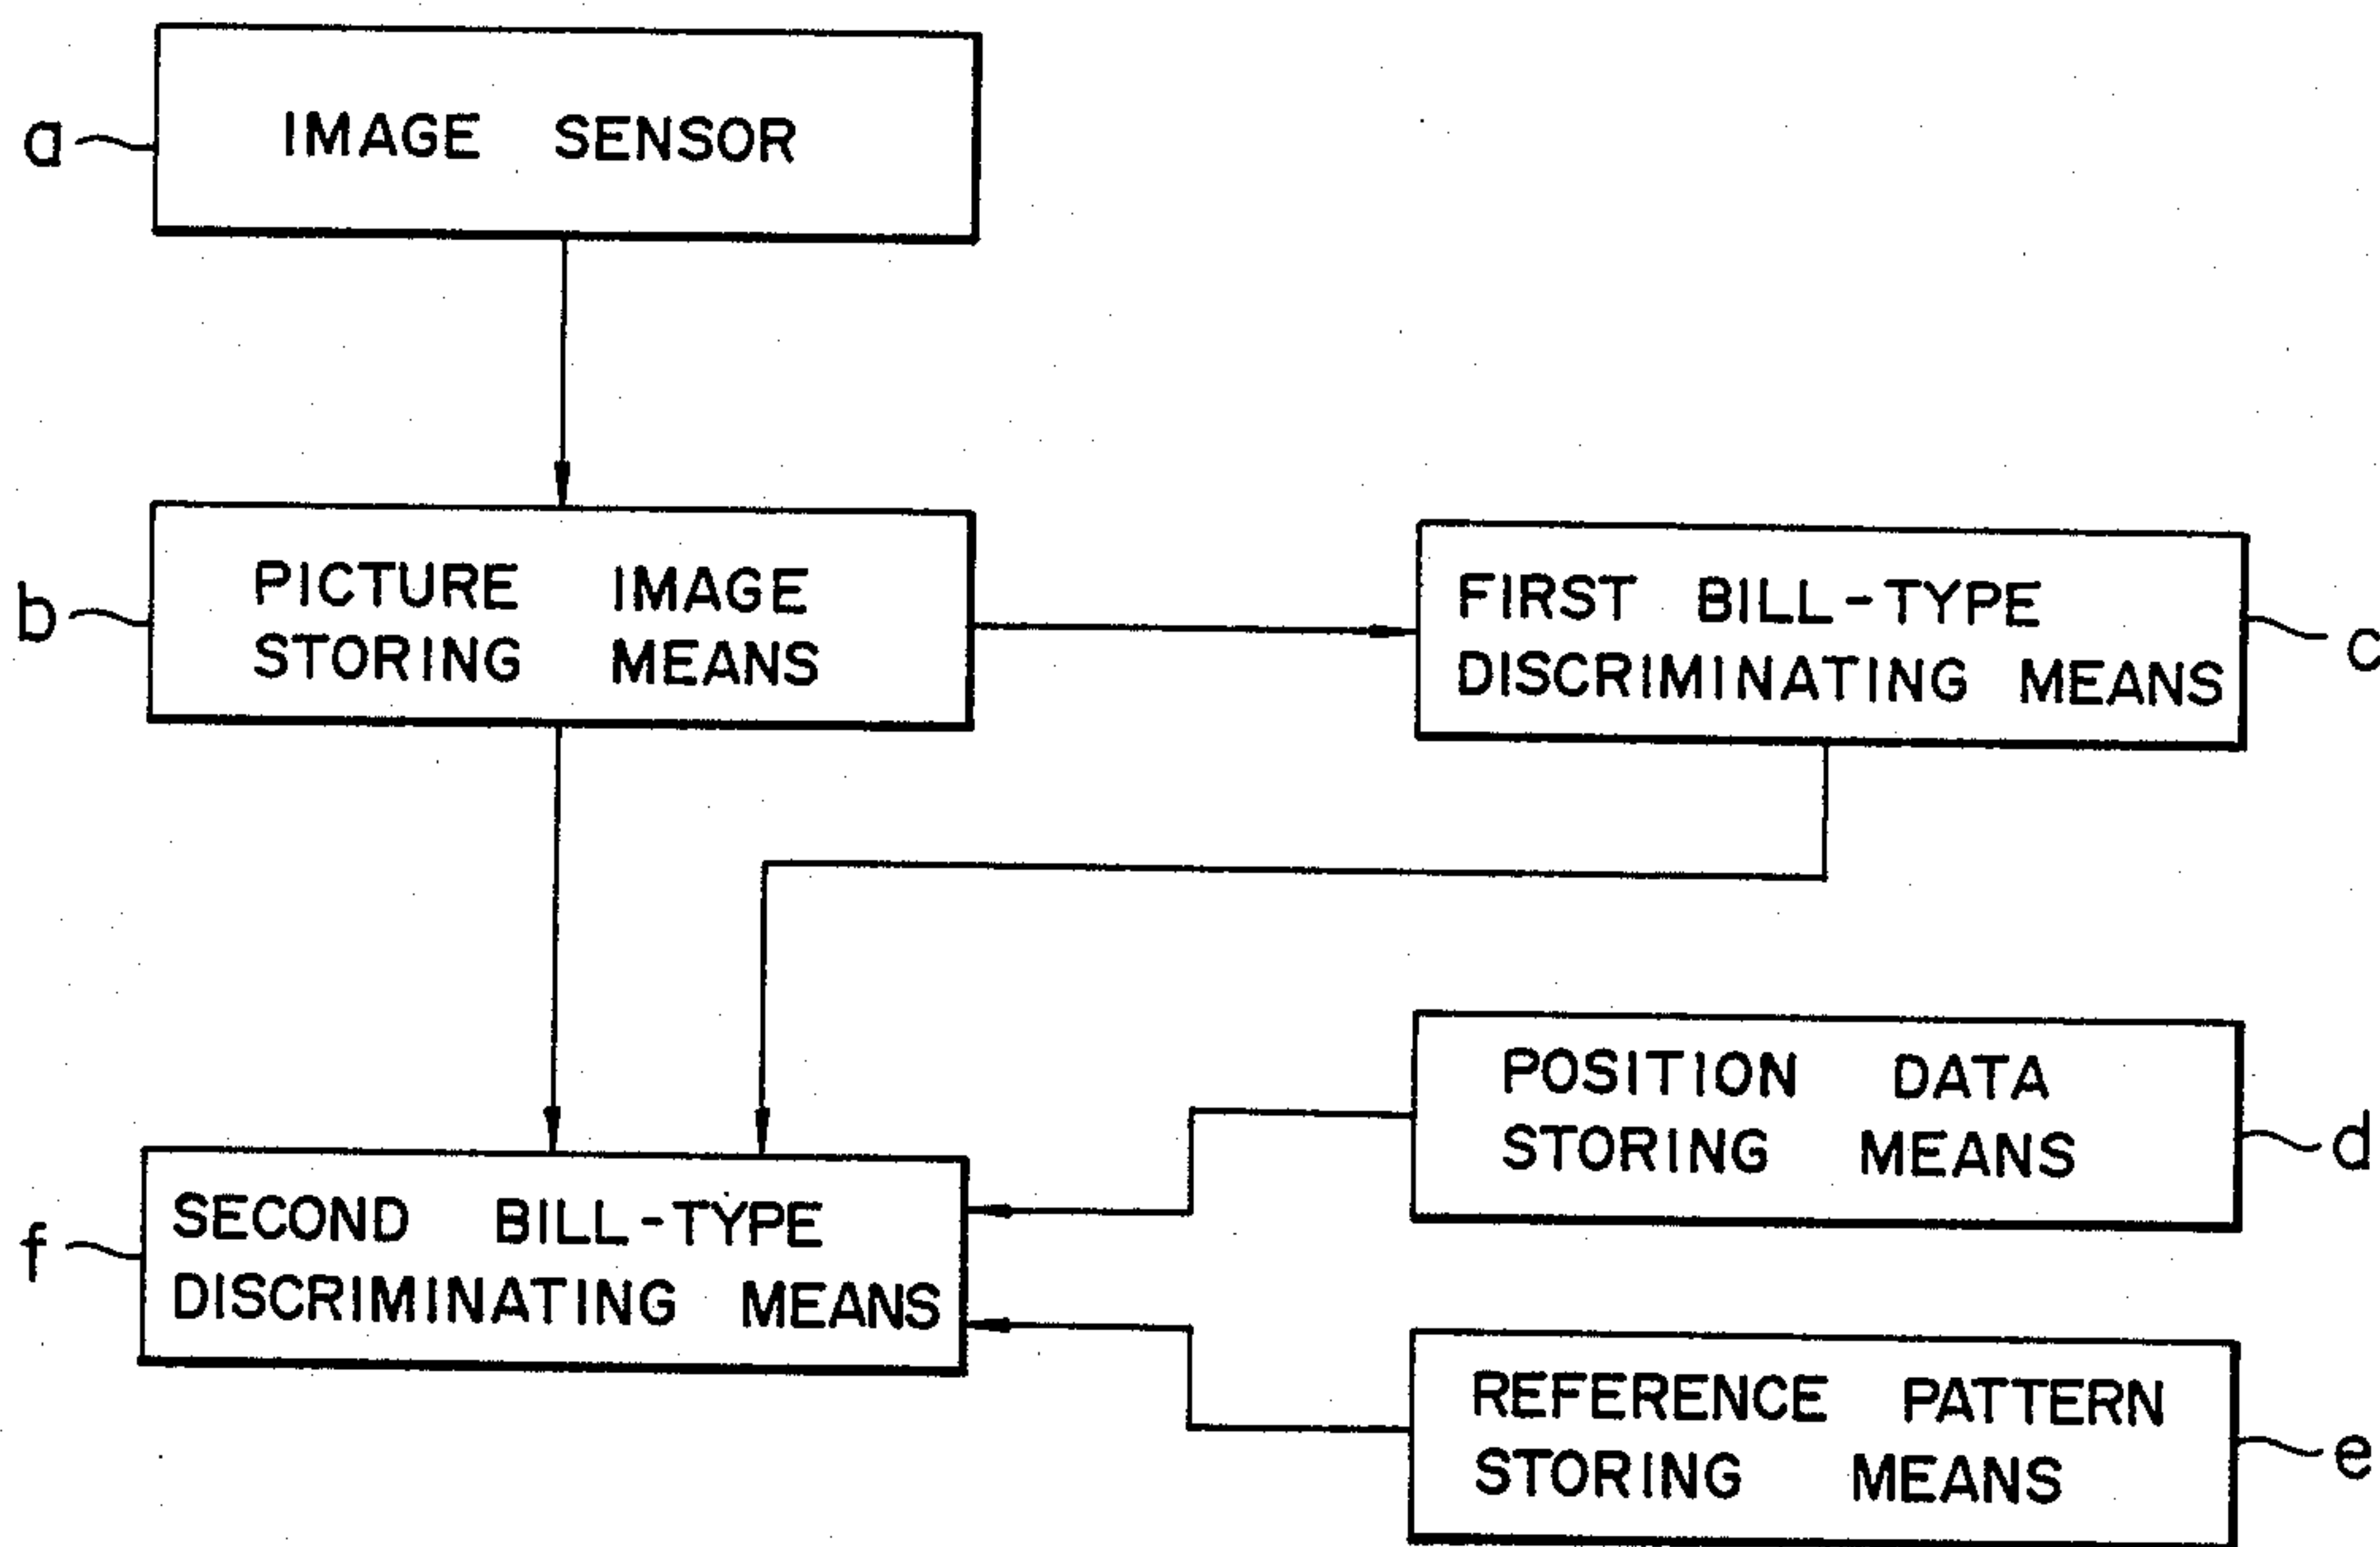 a
IMAGE SENSOR
b
PICTURE IMAGE
STORING MEANS
FIRST BILL-TYPE
DISCRIMINATING MEANS
c
POSITION DATA
STORING MEANS
d
f
SECOND BILL-TYPE
DISCRIMINATING MEANS
REFERENCE PATTERN
STORING MEANS
e